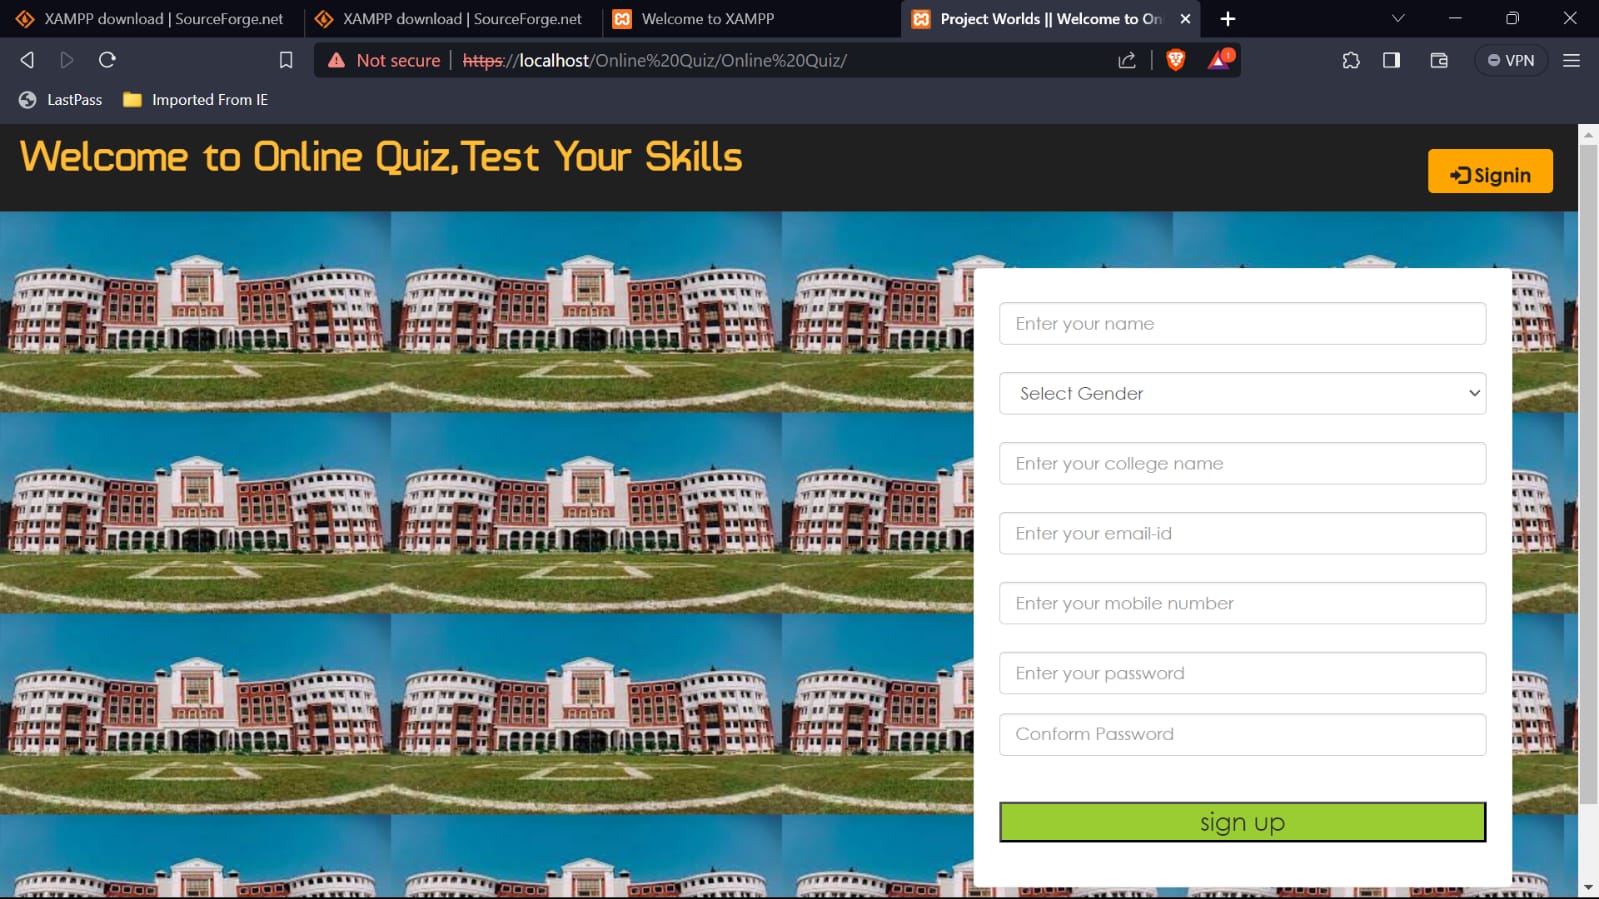 XAMPP download | SourceForge.net
XAMPP download | SourceForge.net
Welcome to XAMPP
Project Worlds || Welcome to Onl
Not secure
https://localhost/Online%20Quiz/Online%20Quiz/
1
VPN
LastPass
Imported From IE
Welcome to Online Quiz,Test Your Skills
Signin
Enter your name
Select Gender
Enter your college name
Enter your email-id
Enter your mobile number
Enter your password
Conform Password
sign up